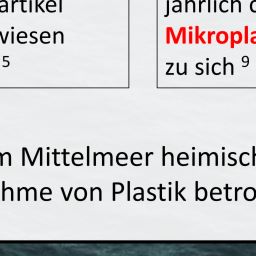 artikel
wiesen
5
jährlich
Mikropla
zu sich 9
m Mittelmeer heimisch
hme von Plastik betro